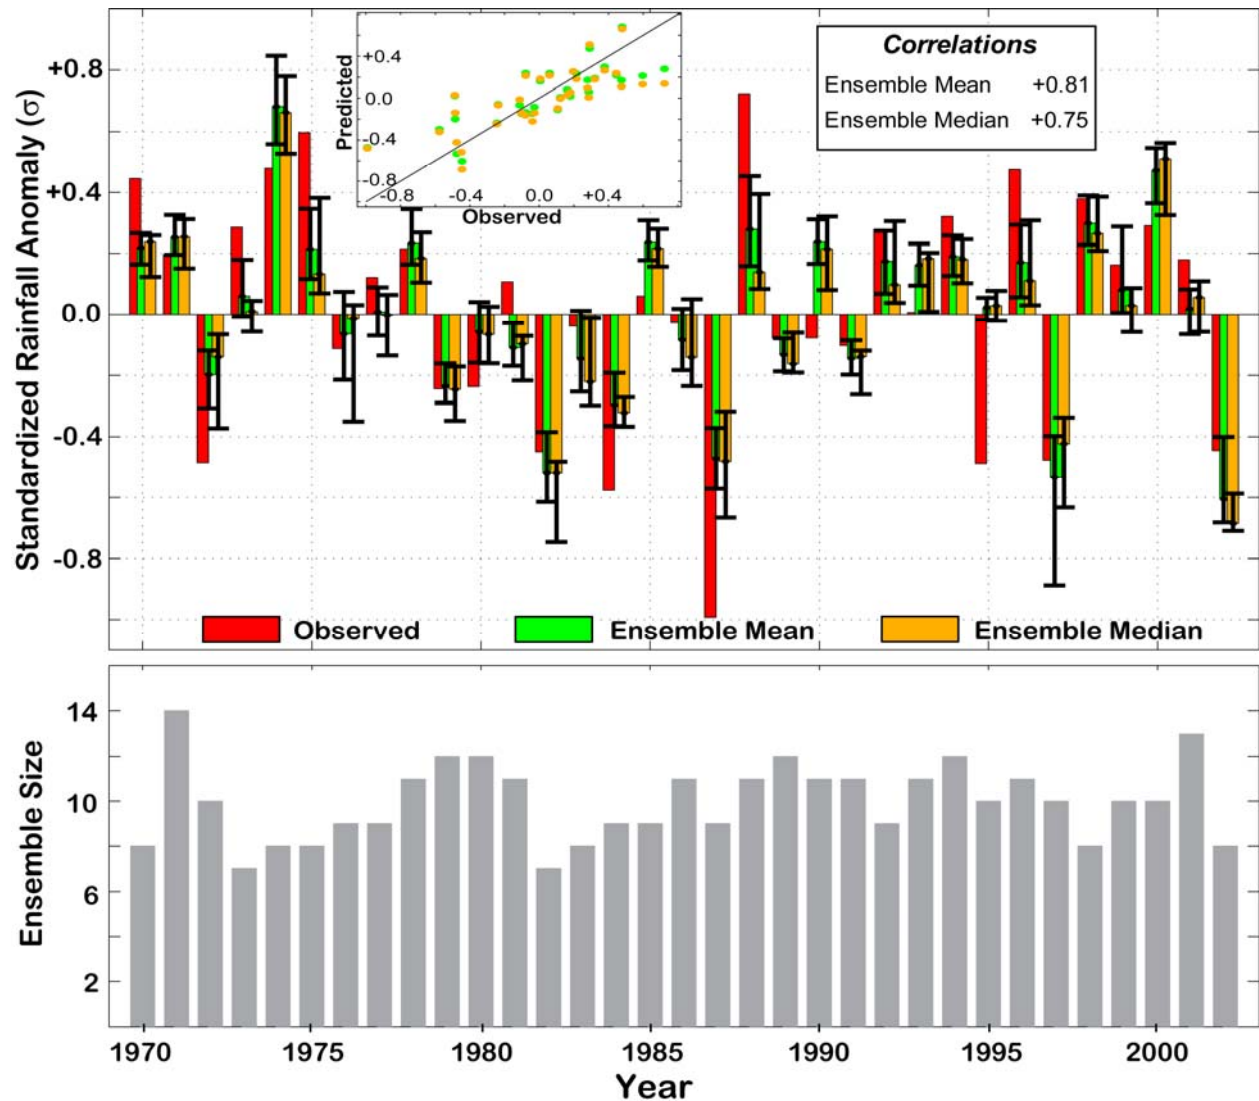 +0.8
+0.4
0.0
-0.4
-0.8
Standardized Rainfall Anomaly (σ)
+0.4
0.0
-0.4
-0.8
Predicted
-0.8 -0.4 0.0 +0.4
Observed
Correlations
Ensemble Mean +0.81
Ensemble Median +0.75
Observed Ensemble Mean Ensemble Median
14
10
6
2
Ensemble Size
1970 1975 1980 1985 1990 1995 2000
Year